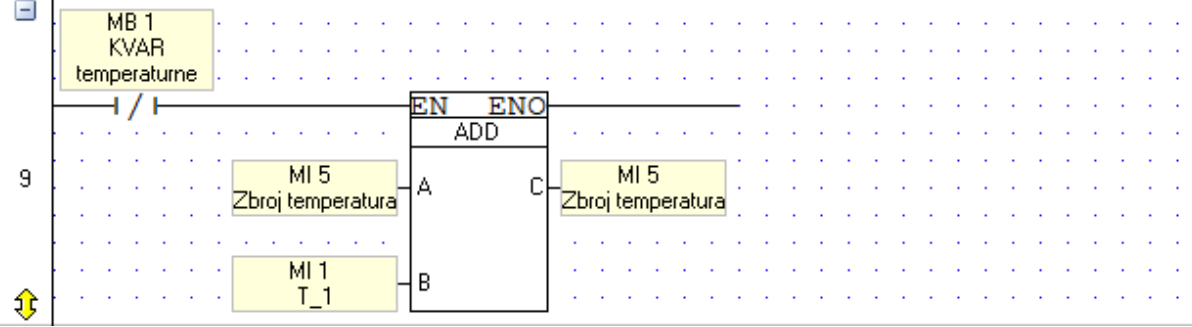 MB 1
KVAR
temperaturne
EN ENO
ADD
9
MI 5
Zbroj temperatura
A
C
MI 5
Zbroj temperatura
MI 1
T_1
B